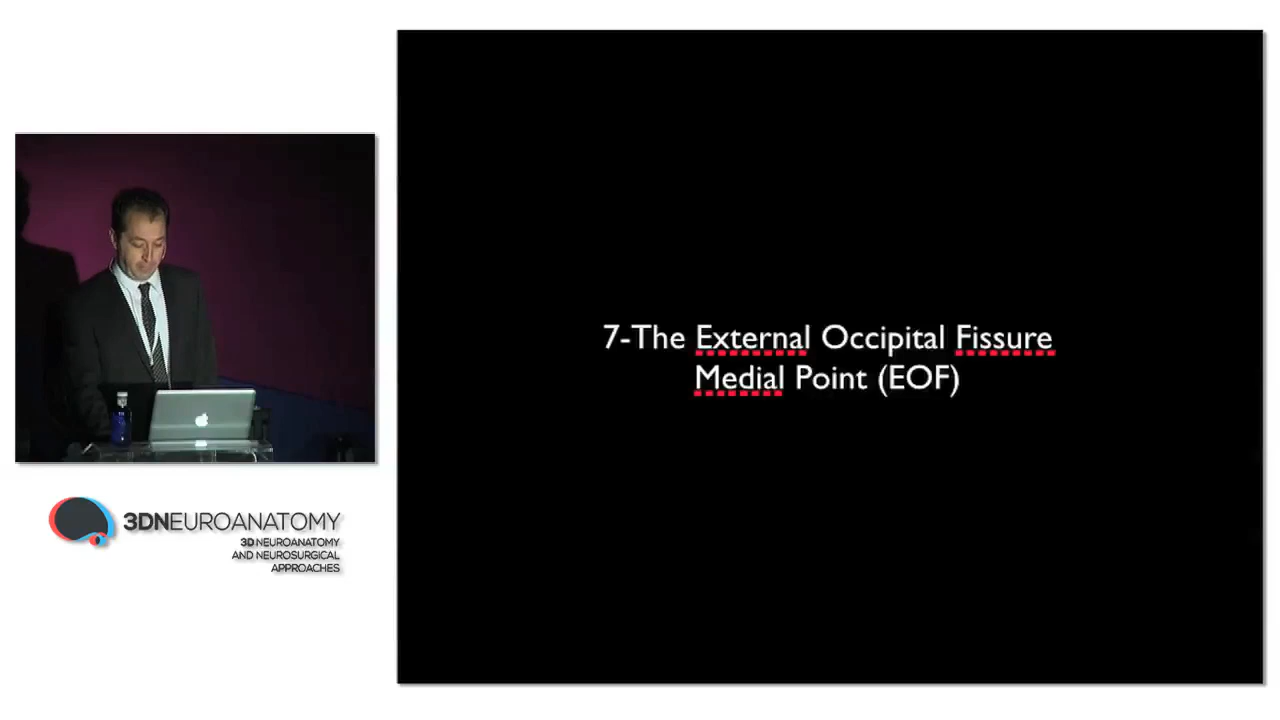 7-The External Occipital Fissure
Medial Point (EOF)
3DNEUROANATOMY
3D NEUROANATOMY
AND NEUROSURGICAL
APPROACHES